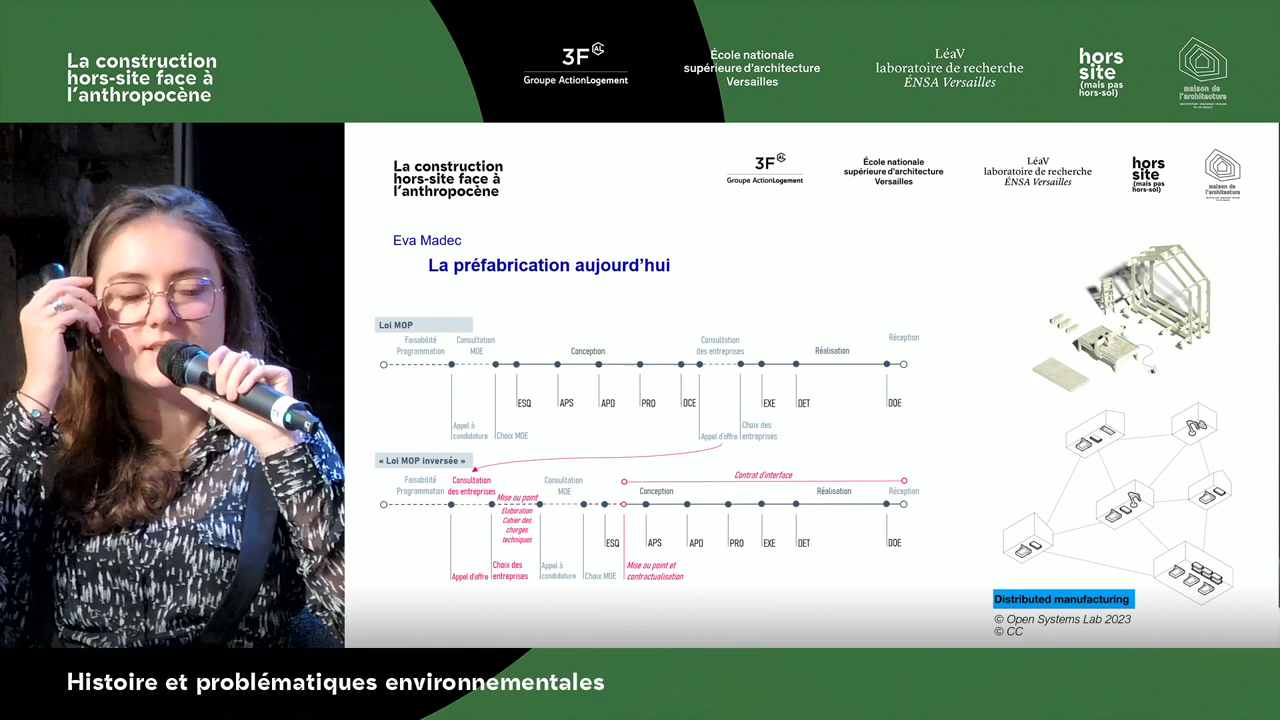 La construction
hors-site face à
l'anthropocène
3F AL
Groupe ActionLogement
École nationale
supérieure d'architecture
Versailles
LéaV
laboratoire de recherche
ÉNSA Versailles
hors
site
(mais pas
hors-sol)
maison de
l'architecture
La construction
hors-site face à
l'anthropocène
3F AL
Groupe ActionLogement
École nationale
supérieure d'architecture
Versailles
LéaV
laboratoire de recherche
ÉNSA Versailles
hors
site
(mais pas
hors-sol)
maison de
l'architecture
Eva Madec
La préfabrication aujourd'hui
Loi MOP
Faisabilité
Programmation
Consultation
MOE
Conception
Consultation
des entreprises
Réalisation
Réception
ESQ
APS
APD
PRO
DCE
EXE
DET
DOE
Appel à
candidature
Choix MOE
Appel d'offre
Choix des
entreprises
« Loi MOP inversée »
Faisabilité
Programmation
Consultation
des entreprises
Mise au point
Elaboration
Cahier des
charges
techniques
Consultation
MOE
Contrat d'interface
Conception
Réalisation
Réception
ESQ
APS
APD
PRO
EXE
DET
DOE
Appel d'offre
Choix des
entreprises
Appel à
candidature
Choix MOE
Mise au point et
contractualisation
Distributed manufacturing
© Open Systems Lab 2023
© CC
Histoire et problématiques environnementales